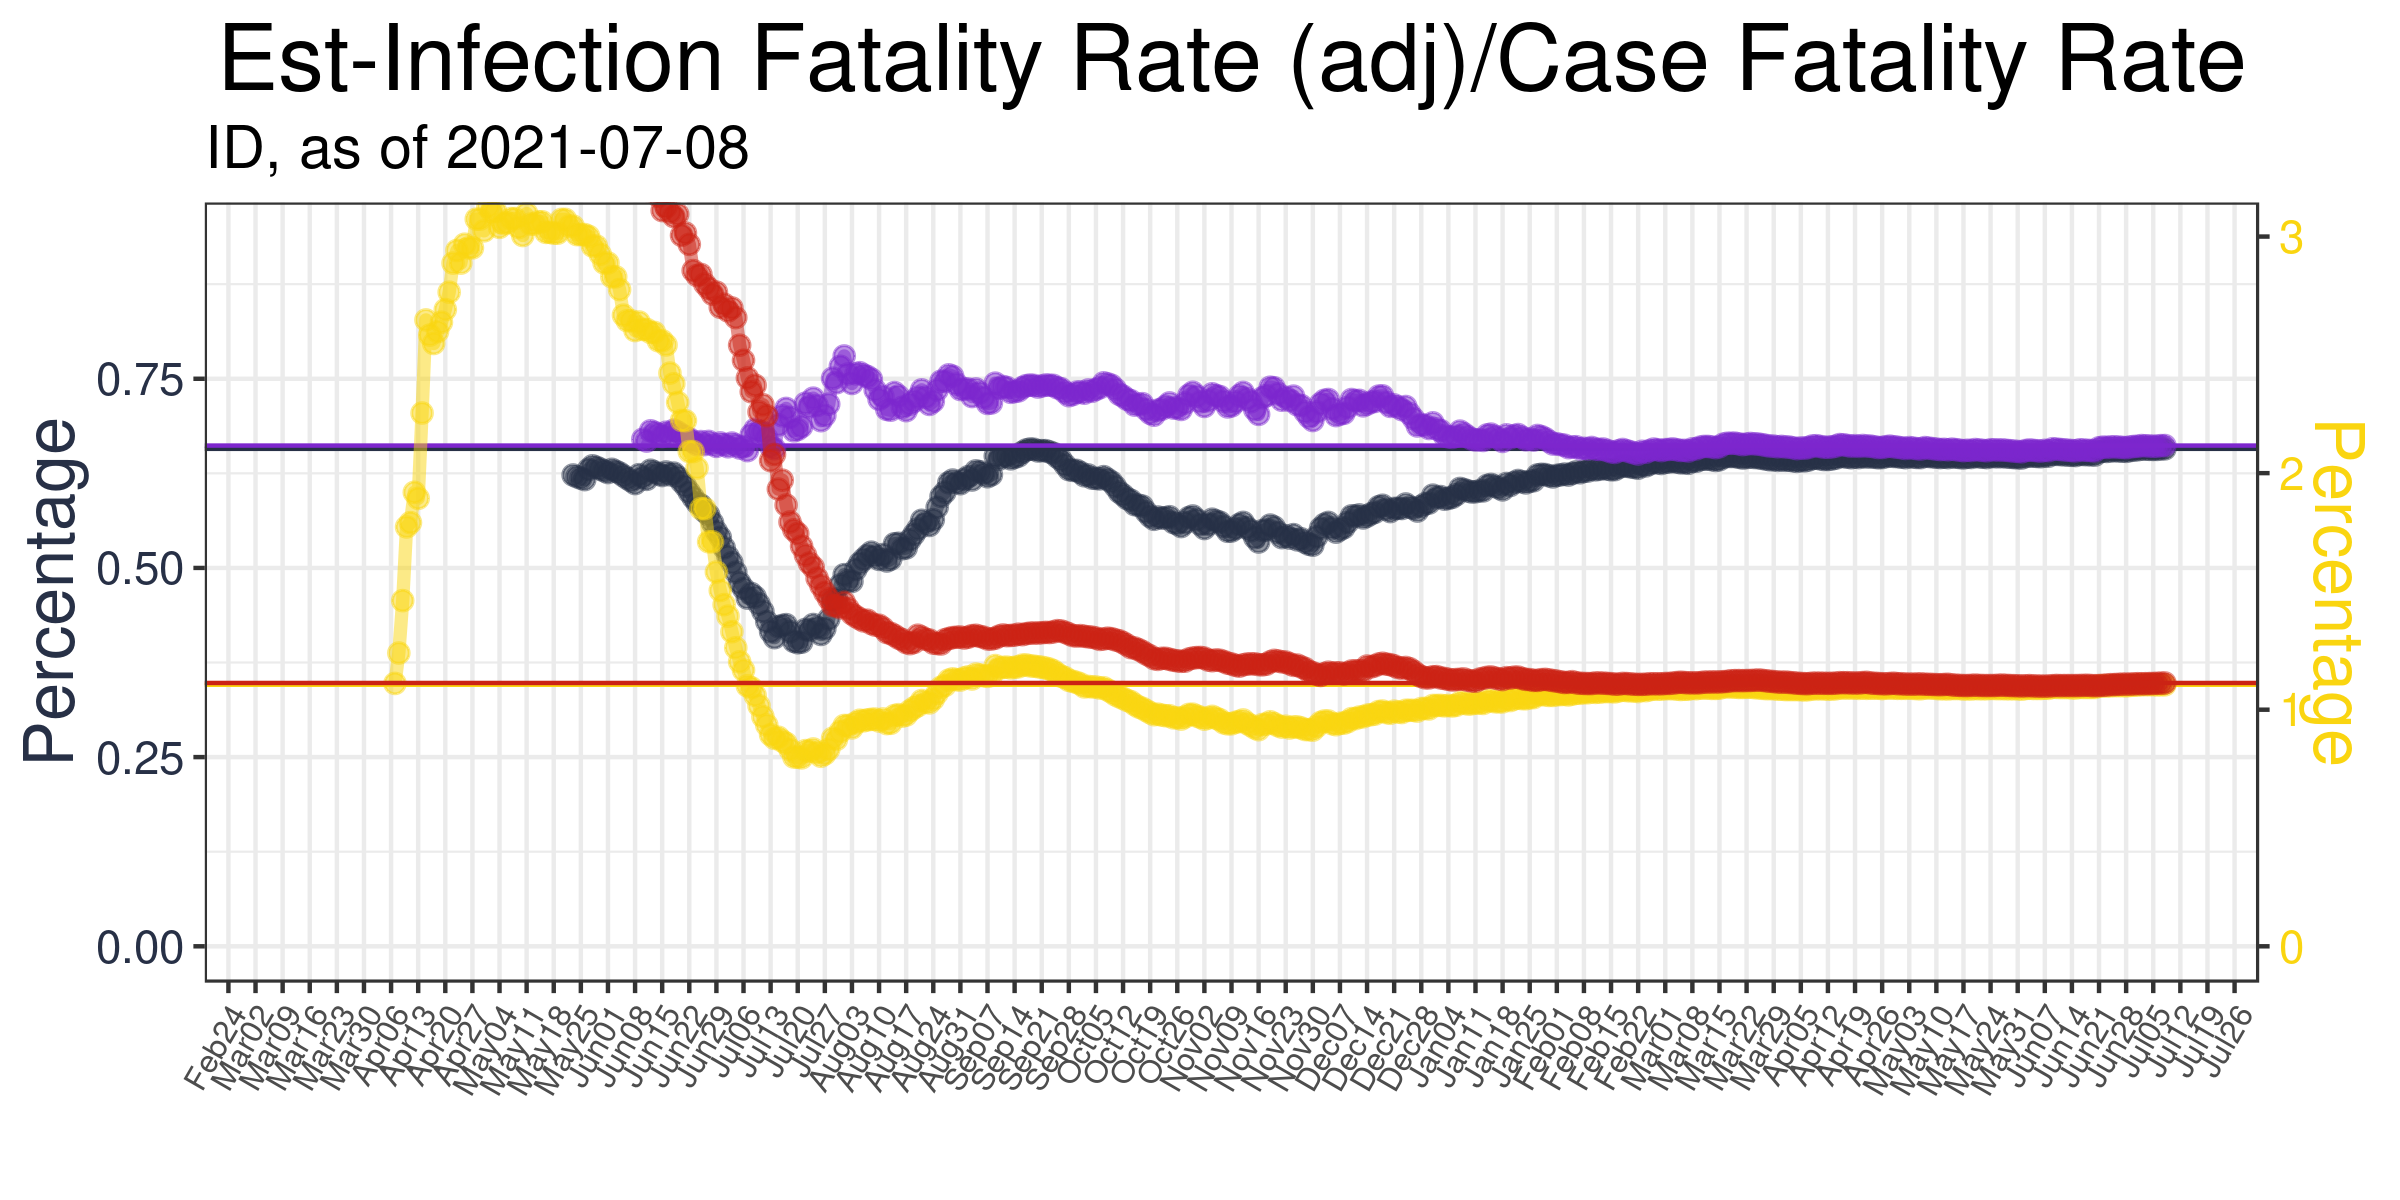 Est-Infection Fatality Rate (adj)/Case Fatality Rate
ID, as of 2021-07-08
Percentage
0.75
0.50
0.25
0.00
3
2
1
0
Percentage
Feb24
Mar02
Mar09
Mar16
Mar23
Mar30
Apr06
Apr13
Apr20
Apr27
May04
May11
May18
May25
Jun01
Jun08
Jun15
Jun22
Jun29
Jul06
Jul13
Jul20
Jul27
Aug03
Aug10
Aug17
Aug24
Aug31
Sep07
Sep14
Sep21
Sep28
Oct05
Oct12
Oct19
Oct26
Nov02
Nov09
Nov16
Nov23
Nov30
Dec07
Dec14
Dec21
Dec28
Jan04
Jan11
Jan18
Jan25
Feb01
Feb08
Feb15
Feb22
Mar01
Mar08
Mar15
Mar22
Mar29
Apr05
Apr12
Apr19
Apr26
May03
May10
May17
May24
May31
Jun07
Jun14
Jun21
Jun28
Jul05
Jul12
Jul19
Jul26